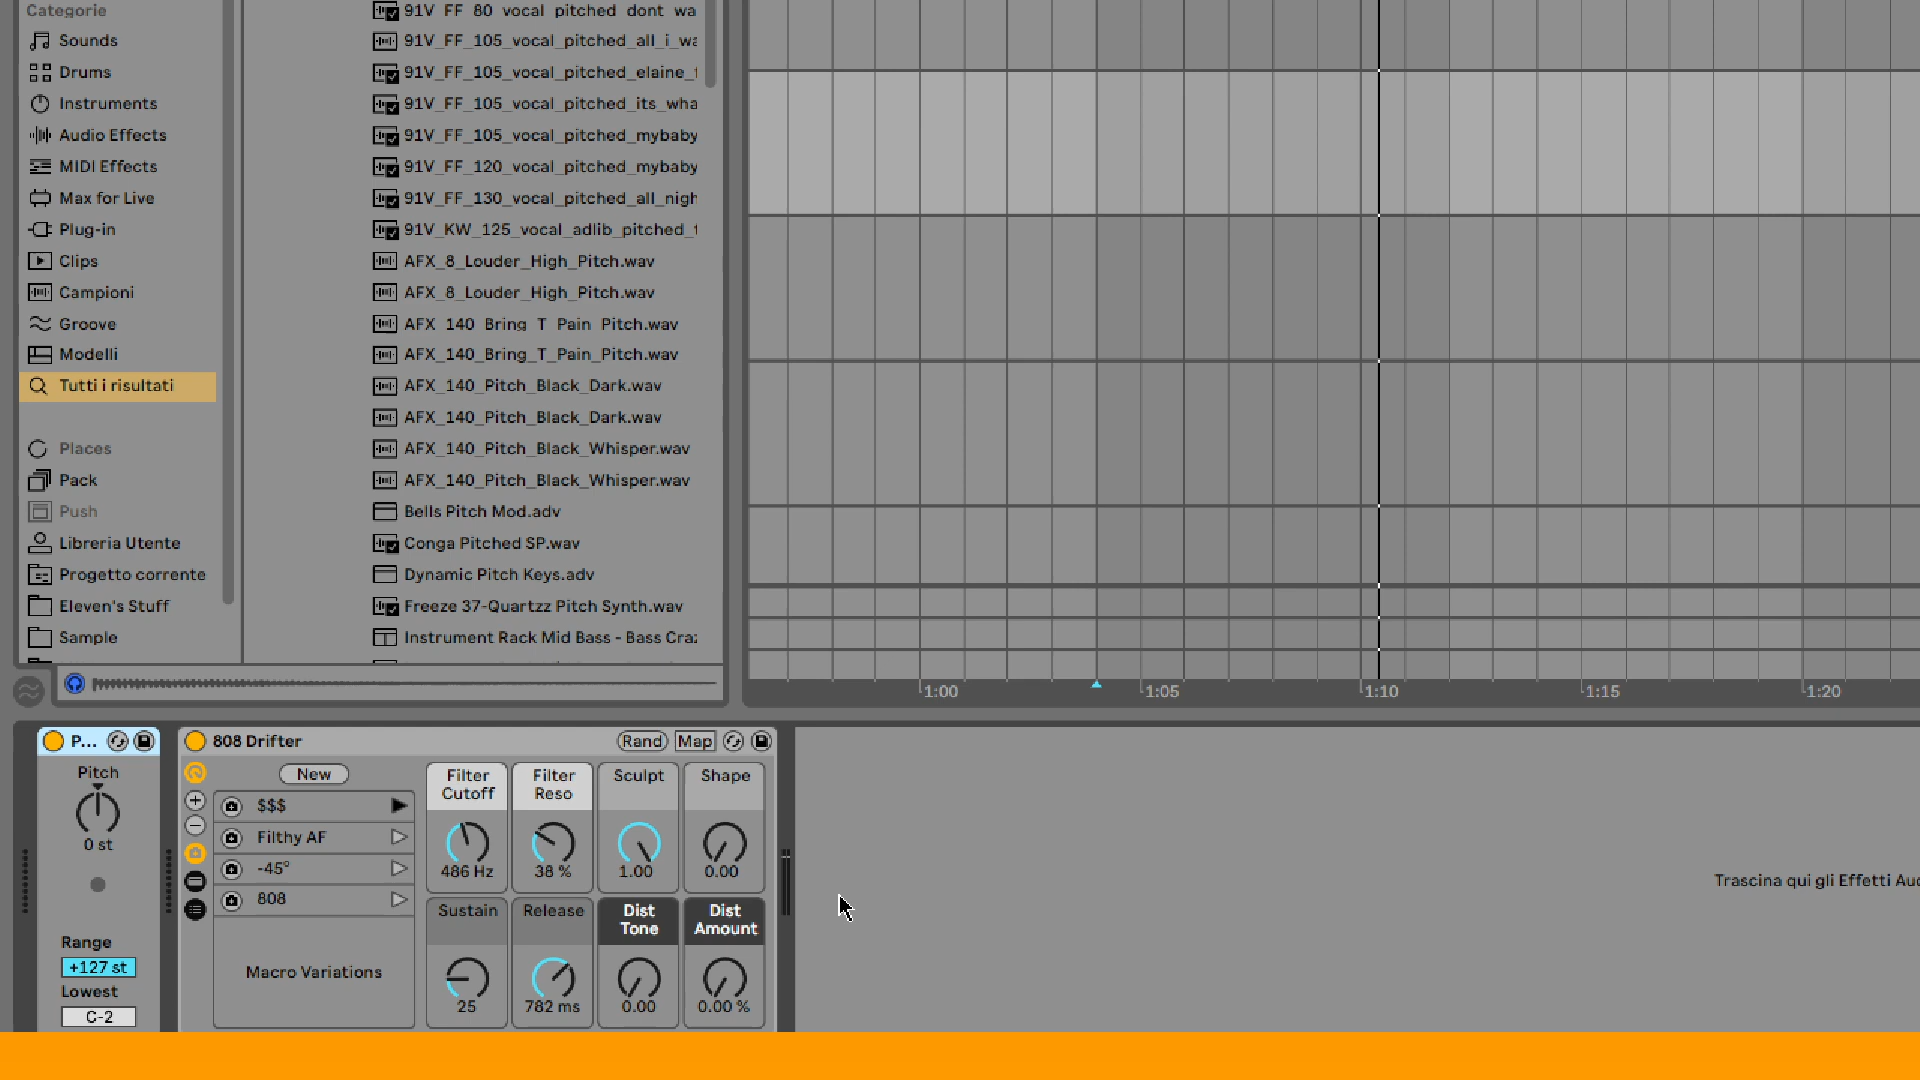 Categorie
Sounds
Drums
Instruments
Audio Effects
MIDI Effects
Max for Live
Plug-in
Clips
Campioni
Groove
Modelli
Tutti i risultati
Places
Pack
Push
Libreria Utente
Progetto corrente
Eleven's Stuff
Sample
91V_FF_80_vocal_pitched_dont_wa
91V_FF_105_vocal_pitched_all_i_wa
91V_FF_105_vocal_pitched_elaine_
91V_FF_105_vocal_pitched_its_wha
91V_FF_105_vocal_pitched_mybaby
91V_FF_120_vocal_pitched_mybaby
91V_FF_130_vocal_pitched_all_nigh
91V_KW_125_vocal_adlib_pitched_
AFX_8_Louder_High_Pitch.wav
AFX_8_Louder_High_Pitch.wav
AFX_140_Bring_T_Pain_Pitch.wav
AFX_140_Bring_T_Pain_Pitch.wav
AFX_140_Pitch_Black_Dark.wav
AFX_140_Pitch_Black_Dark.wav
AFX_140_Pitch_Black_Whisper.wav
AFX_140_Pitch_Black_Whisper.wav
Bells Pitch Mod.adv
Conga Pitched SP.wav
Dynamic Pitch Keys.adv
Freeze 37-Quartzz Pitch Synth.wav
Instrument Rack Mid Bass - Bass Craz
1:00 1:05 1:10 1:15 1:20
P...
Pitch
0 st
Range
+127 st
Lowest
C-2
808 Drifter Rand Map
New
$$$
Filthy AF
-45°
808
Macro Variations
Filter Cutoff
486 Hz
Filter Reso
38 %
Sculpt
1.00
Shape
0.00
Sustain
25
Release
782 ms
Dist Tone
0.00
Dist Amount
0.00 %
Trascina qui gli Effetti Aud